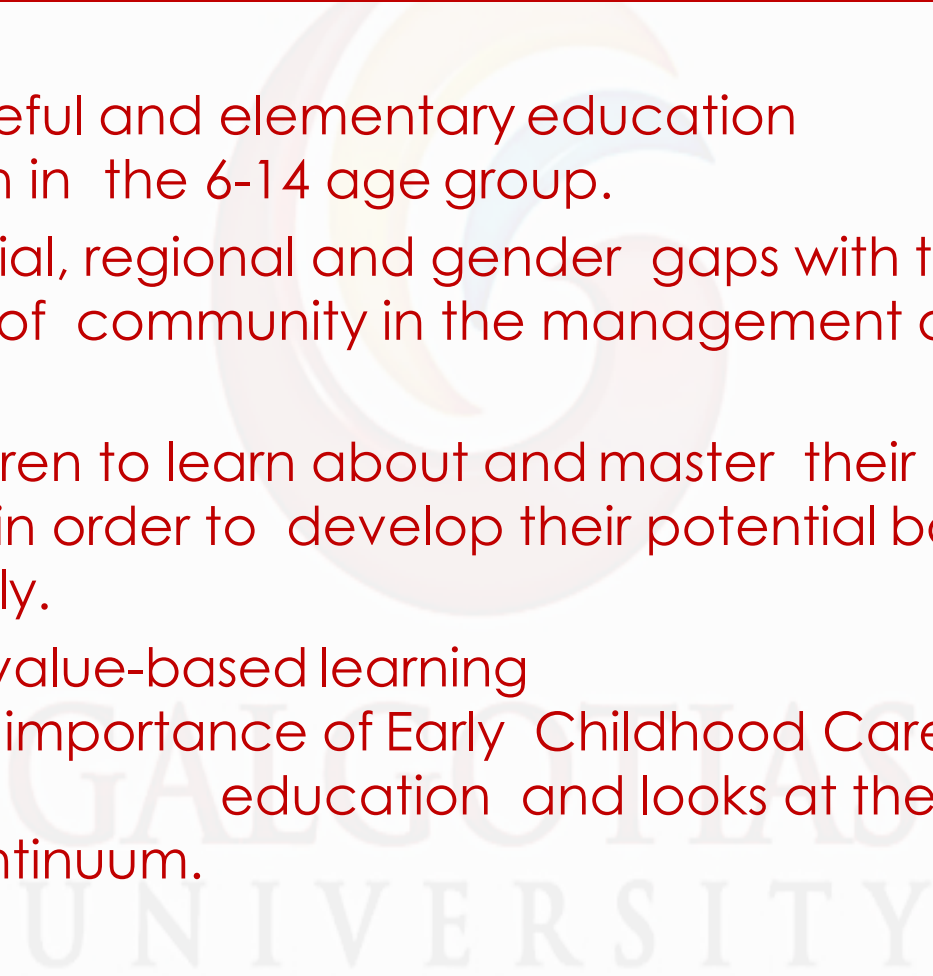 eful and elementary education
n in the 6-14 age group.
ial, regional and gender gaps with t
of community in the management
ren to learn about and master their
in order to develop their potential b
ly.
value-based learning
importance of Early Childhood Care
education and looks at the
ntinuum.
GALGOTIAS
UNIVERSITY